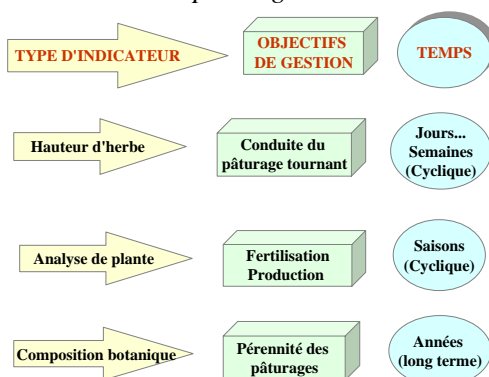 TYPE D'INDICATEUR
OBJECTIFS
DE GESTION
TEMPS
Hauteur d'herbe
Conduite du
pâturage tournant
Jours...
Semaines
(Cyclique)
Analyse de plante
Fertilisation
Production
Saisons
(Cyclique)
Composition botanique
Pérennité des
pâturages
Années
(long terme)